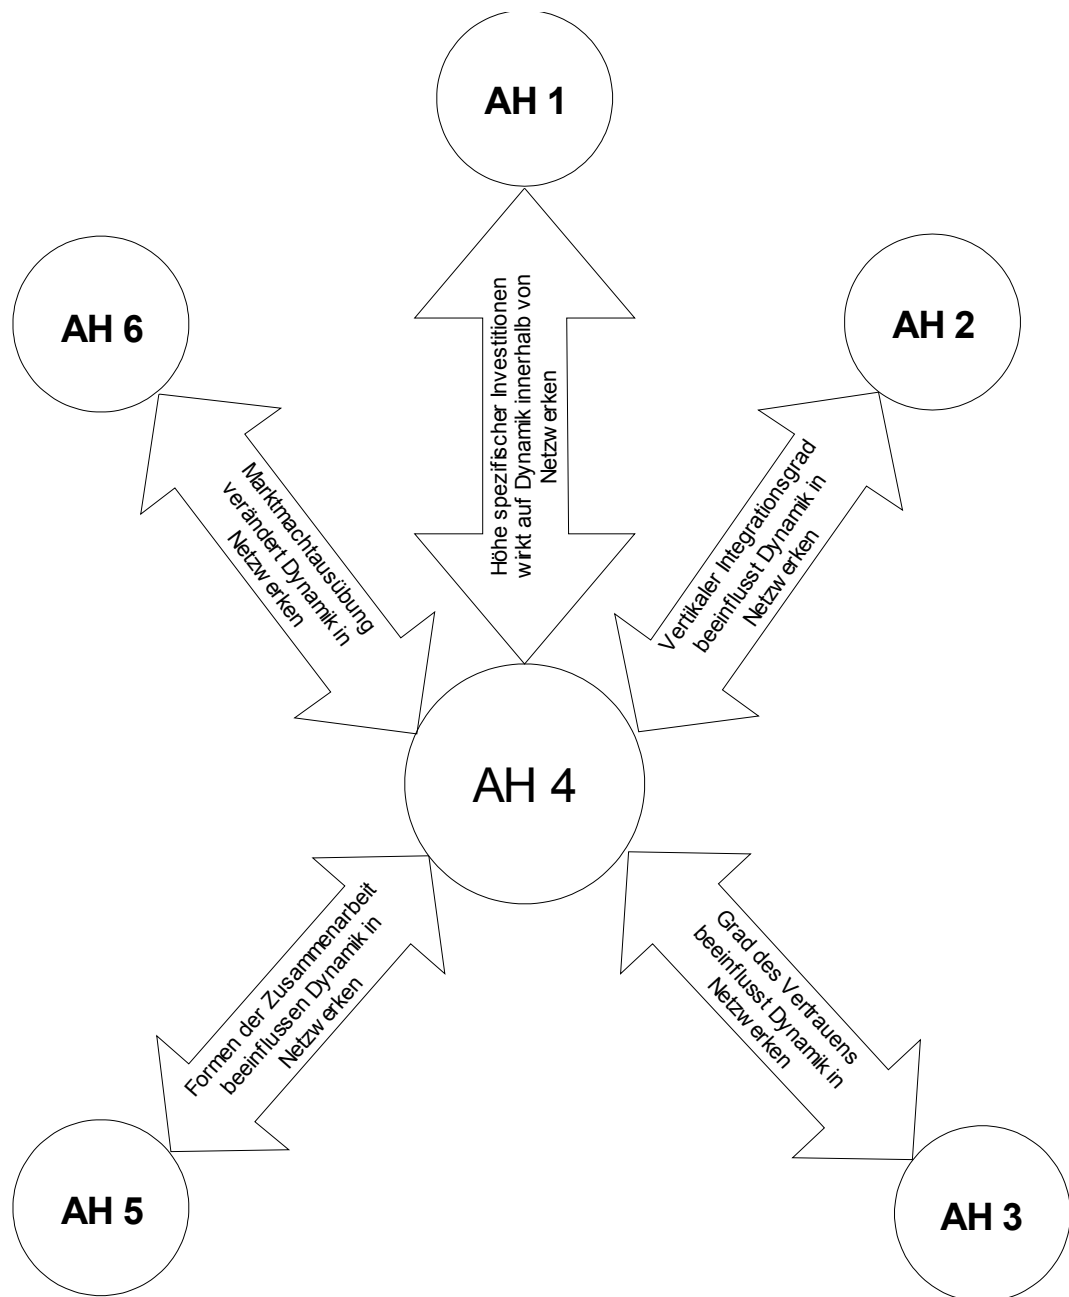 AH 1
AH 6
AH 2
Höhe spezifischer Investitionen
wirkt auf Dynamik innerhalb von
Netzwerken
Marktmachtausübung
verändert Dynamik in
Netzwerken
Vertikaler Integrationsgrad
beeinflusst Dynamik in
Netzwerken
AH 4
Formen der Zusammenarbeit
beeinflussen Dynamik in
Netzwerken
Grad des Vertrauens
beeinflusst Dynamik in
Netzwerken
AH 5
AH 3